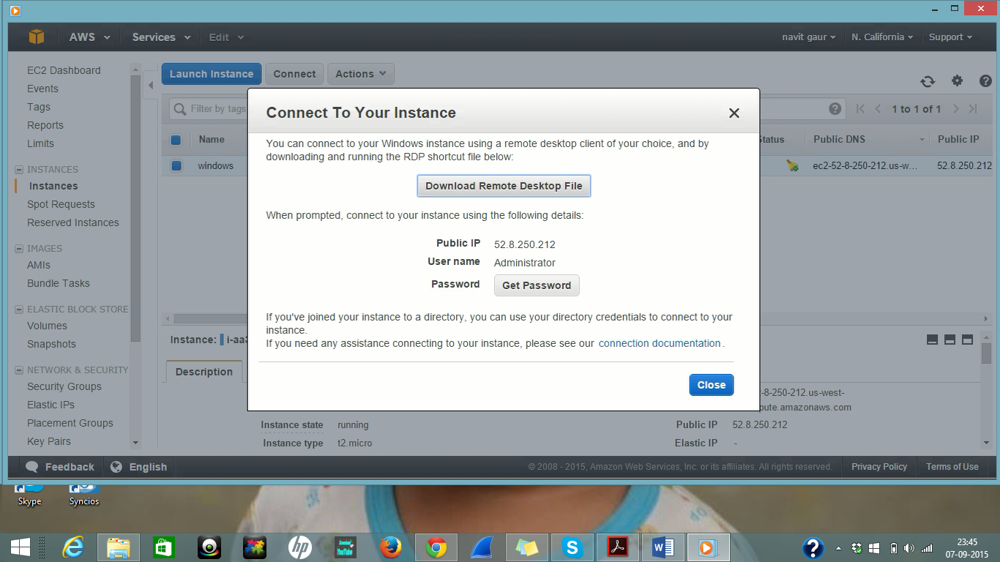 AWS Services Edit navit gaur N. California Support
EC2 Dashboard
Events
Tags
Reports
Limits
INSTANCES
Instances
Spot Requests
Reserved Instances
IMAGES
AMIs
Bundle Tasks
ELASTIC BLOCK STORE
Volumes
Snapshots
NETWORK & SECURITY
Security Groups
Elastic IPs
Placement Groups
Key Pairs
Launch Instance Connect Actions
Filter by tags
1 to 1 of 1
Name Status Public DNS Public IP
windows ec2-52-8-250-212.us-w... 52.8.250.212
Connect To Your Instance
You can connect to your Windows instance using a remote desktop client of your choice, and by
downloading and running the RDP shortcut file below:
Download Remote Desktop File
When prompted, connect to your instance using the following details:
Public IP 52.8.250.212
User name Administrator
Password Get Password
If you've joined your instance to a directory, you can use your directory credentials to connect to your
instance.
If you need any assistance connecting to your instance, please see our connection documentation.
Close
Instance: i-aa
Description
-8-250-212.us-west-
pute.amazonaws.com
Instance state running Public IP 52.8.250.212
Instance type t2.micro Elastic IP -
Feedback English © 2008 - 2015, Amazon Web Services, Inc. or its affiliates. All rights reserved. Privacy Policy Terms of Use
Skype Syncios
23:45
07-09-2015